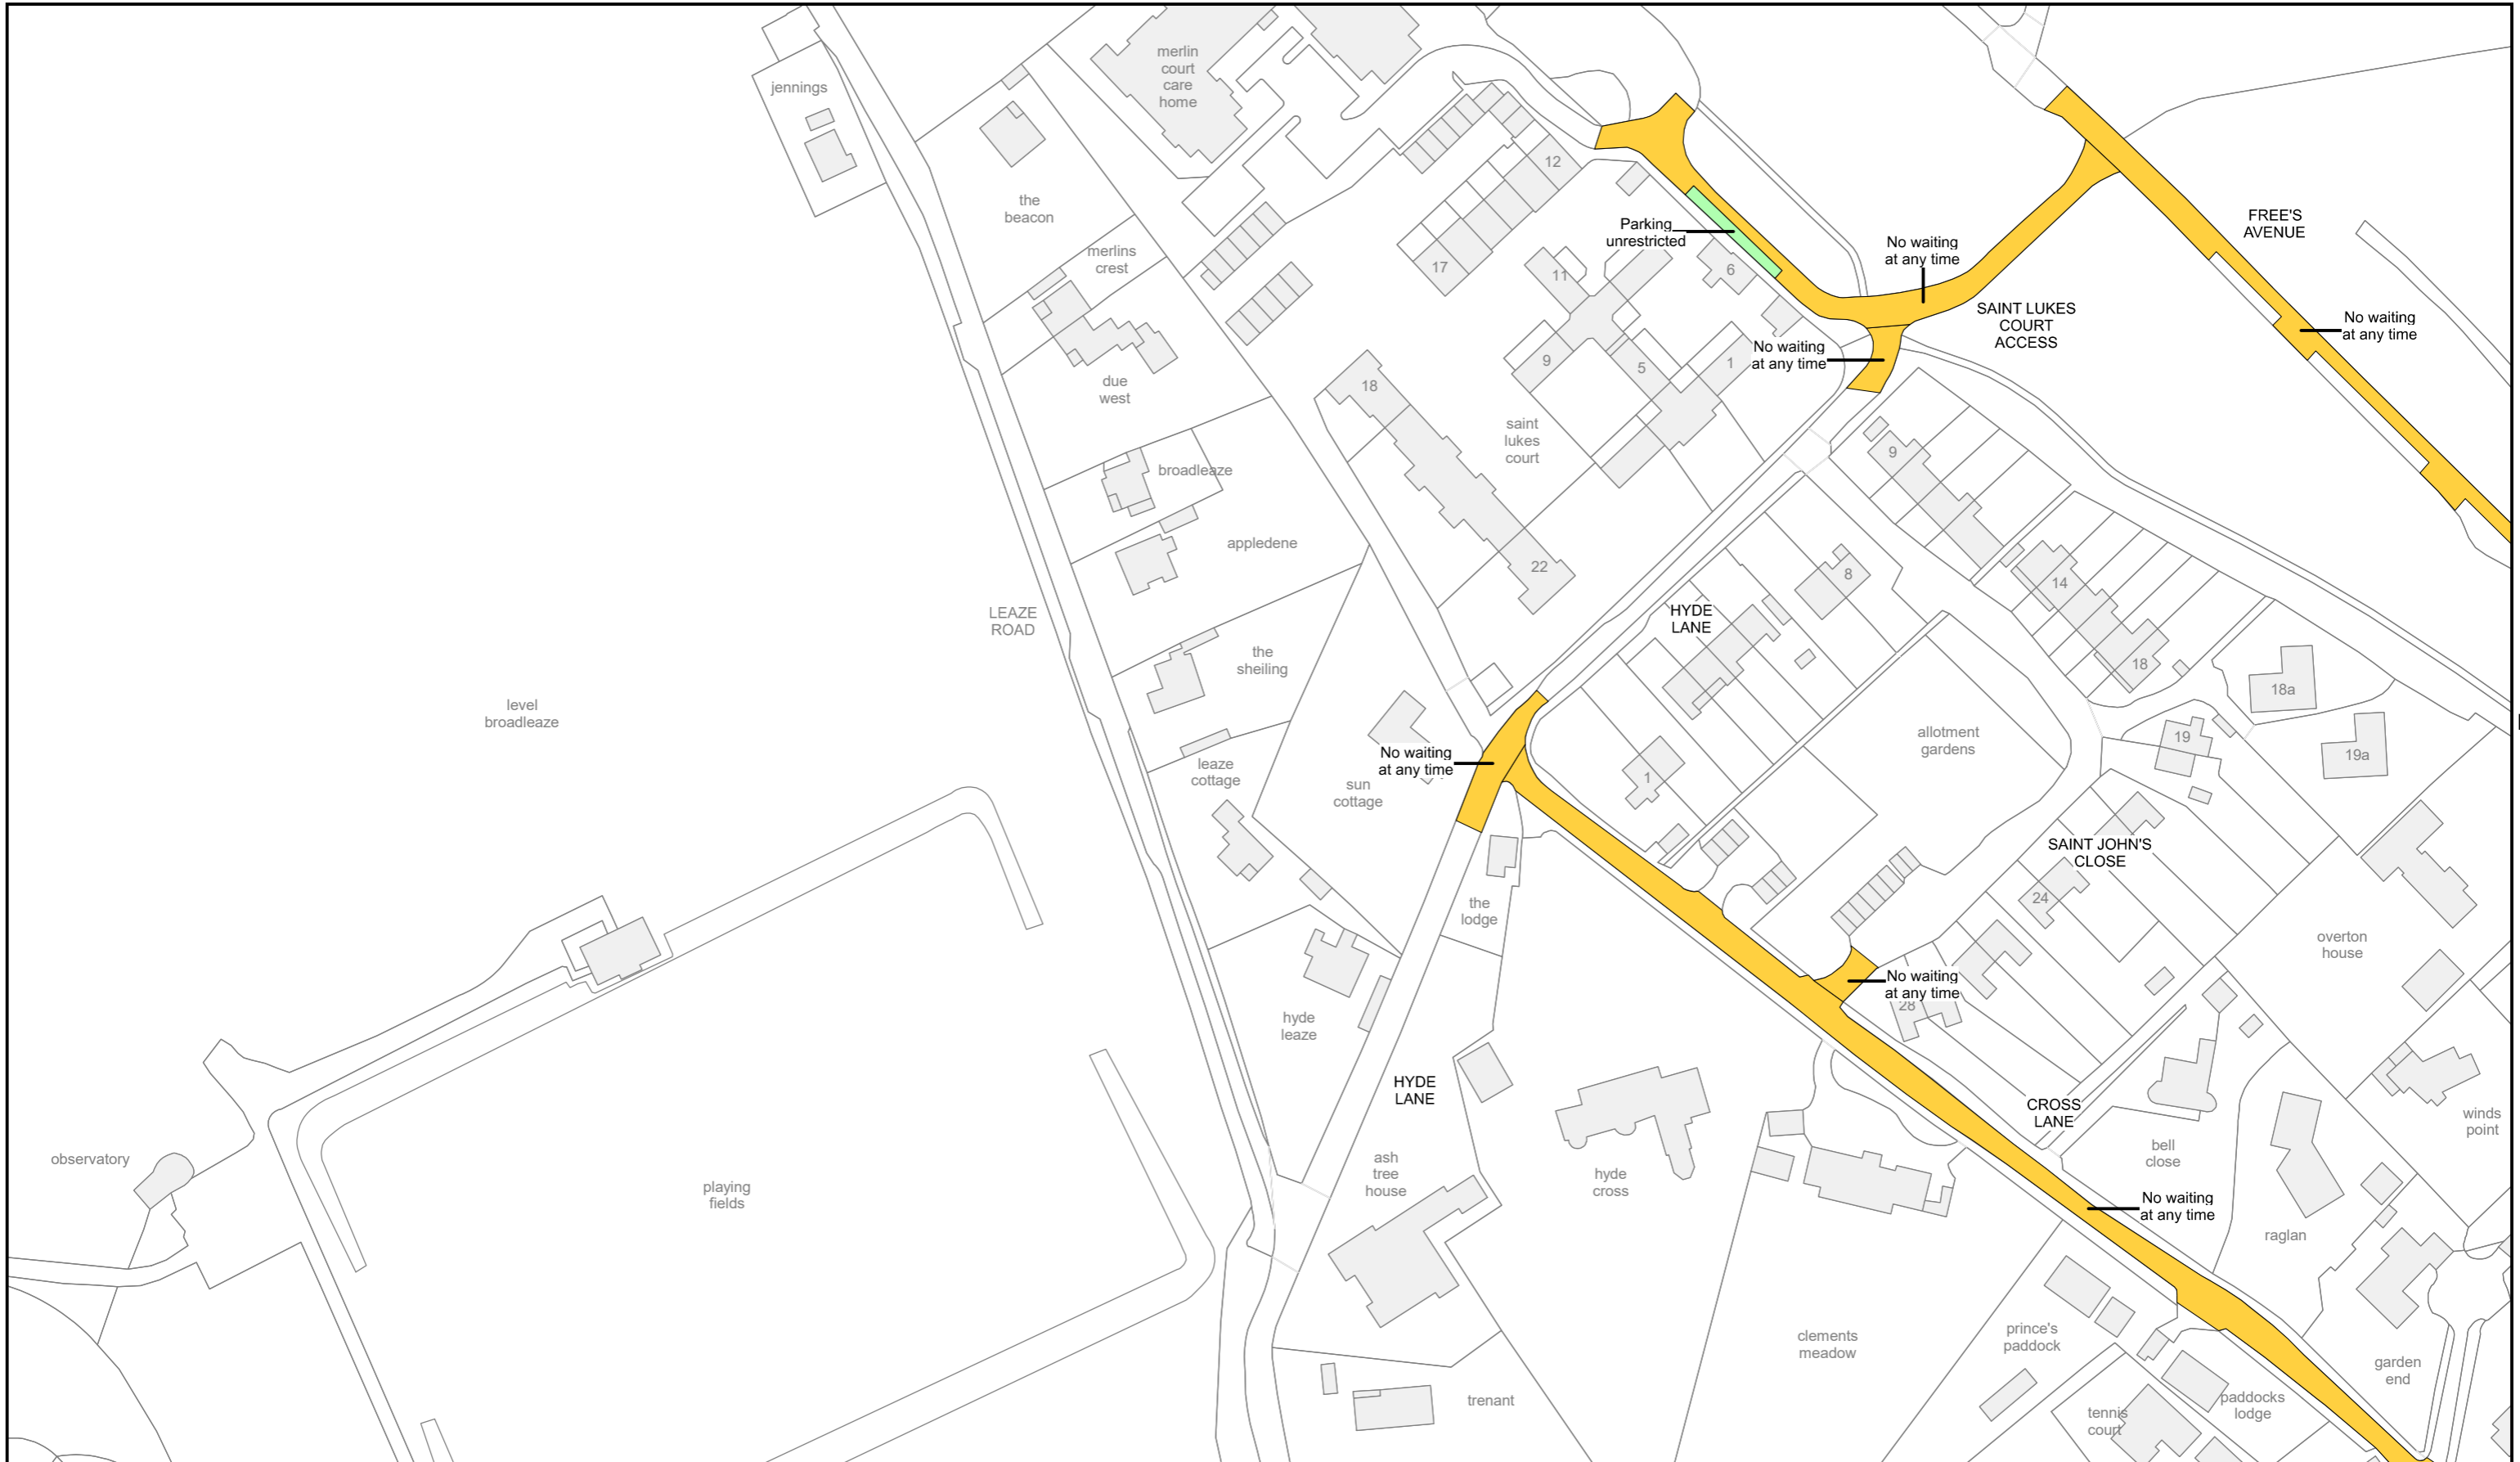 merlin
court
care
home
jennings
12
the
beacon
Parking
unrestricted
FREE'S
AVENUE
merlins
crest
17
11
6
No waiting
at any time
SAINT LUKES
COURT
ACCESS
No waiting
at any time
No waiting
at any time
9
5
1
18
due
west
saint
lukes
court
9
broadleaze
appledene
22
8
14
LEAZE
ROAD
HYDE
LANE
the
sheiling
18
18a
level
broadleaze
allotment
gardens
19
19a
No waiting
at any time
leaze
cottage
1
sun
cottage
SAINT JOHN'S
CLOSE
24
the
lodge
overton
house
No waiting
at any time
28
hyde
leaze
HYDE
LANE
CROSS
LANE
winds
point
observatory
playing
fields
ash
tree
house
hyde
cross
bell
close
No waiting
at any time
raglan
clements
meadow
prince's
paddock
garden
end
trenant
tennis
court
paddocks
lodge